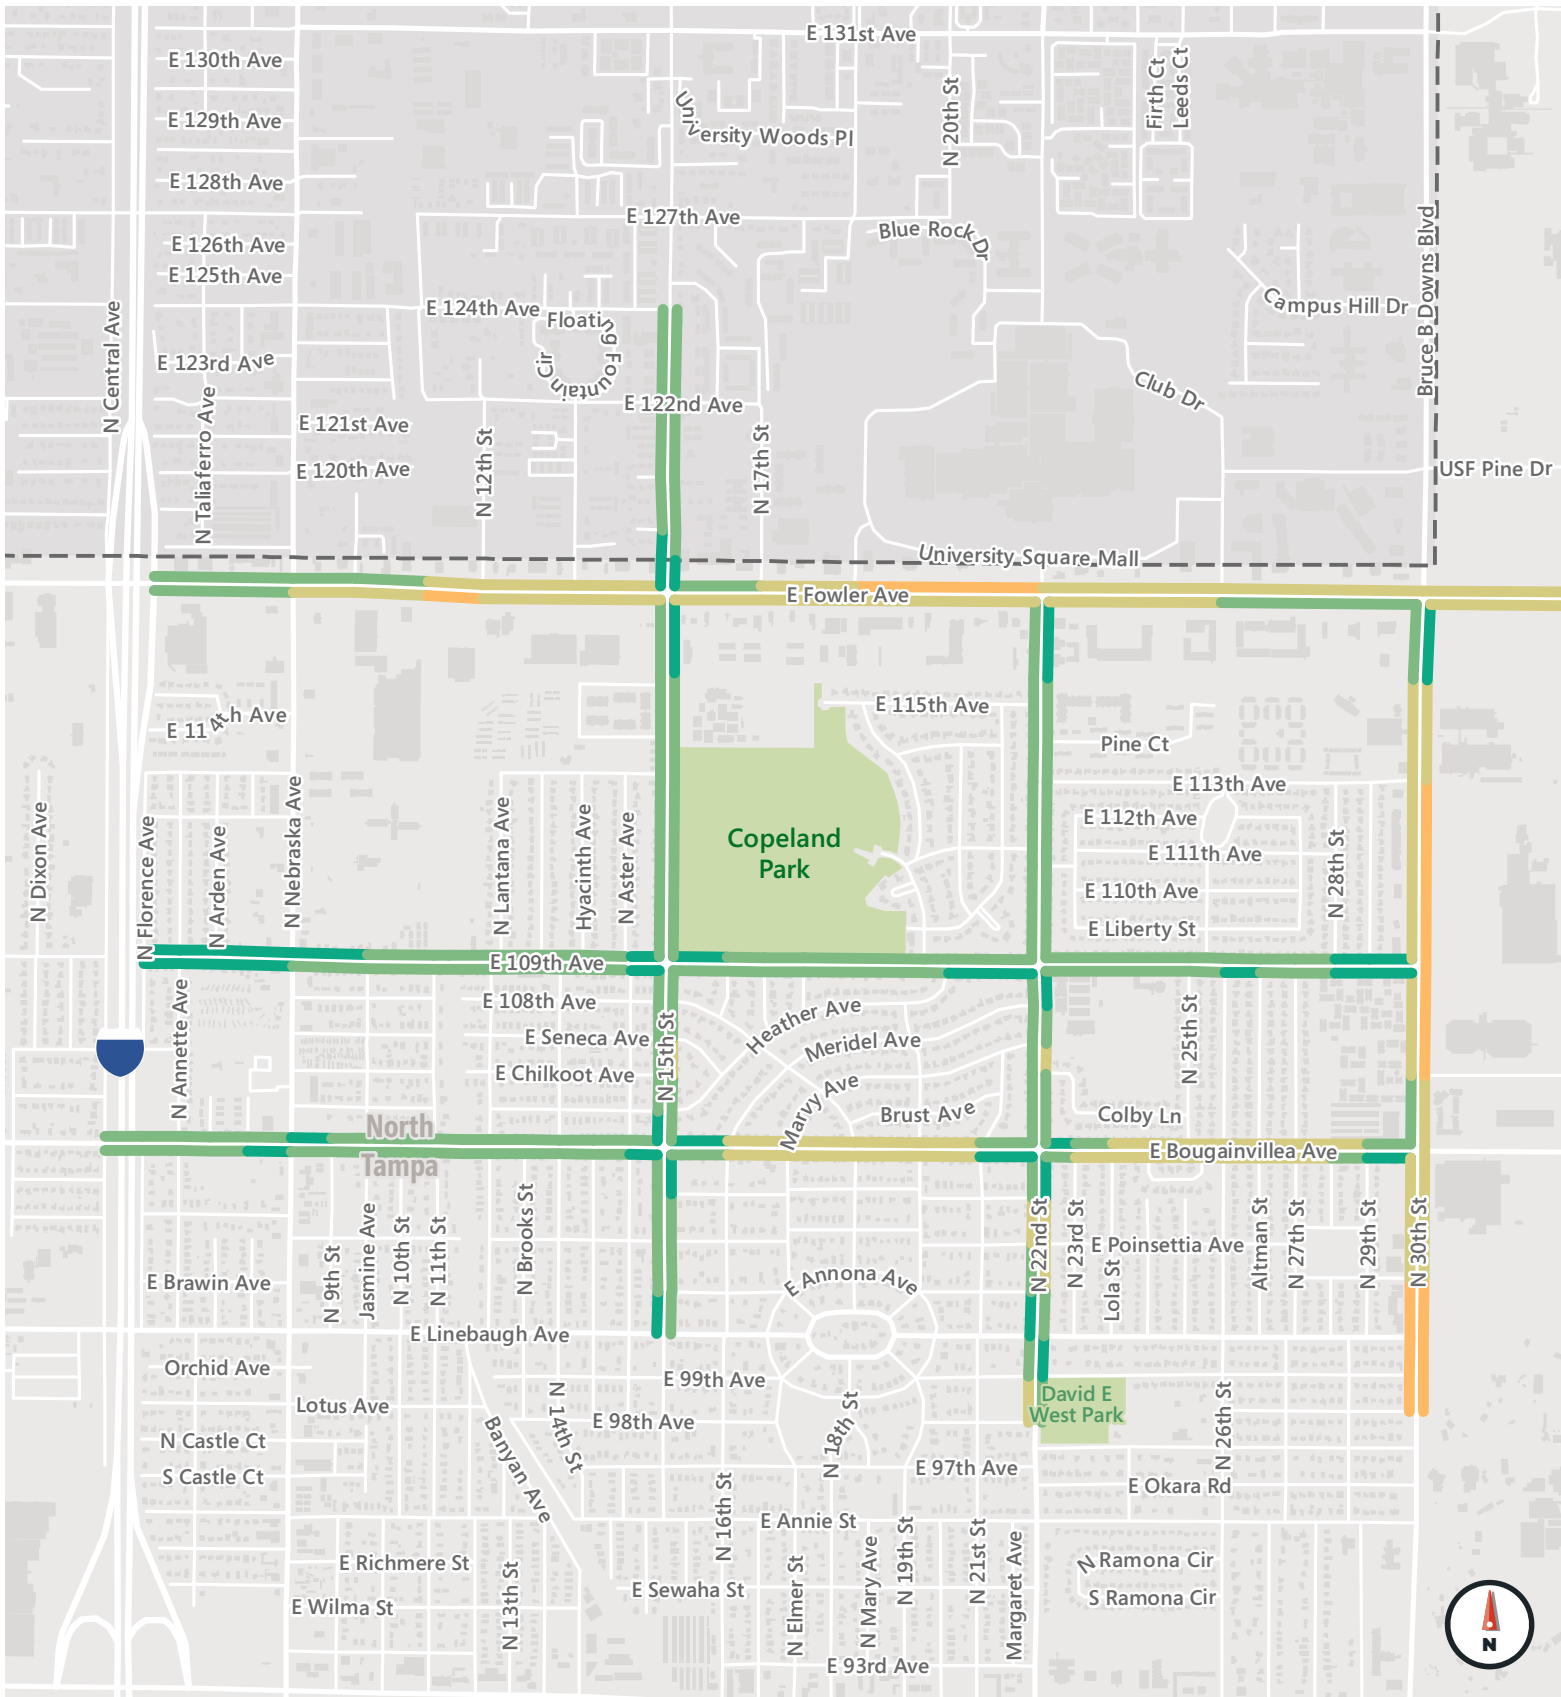 E 131st Ave
E 130th Ave
Firth Ct
Leeds Ct
N 20th St
E 129th Ave
University Woods Pl
E 128th Ave
E 127th Ave
Blue Rock Dr
E 126th Ave
E 125th Ave
Bruce B Downs Blvd
Campus Hill Dr
E 124th Ave
Floating Fountain Cir
N Central Ave
E 123rd Ave
Club Dr
E 122nd Ave
N Taliaferro Ave
E 121st Ave
N 12th St
N 17th St
E 120th Ave
USF Pine Dr
University Square Mall
E Fowler Ave
E 115th Ave
E 114th Ave
Pine Ct
E 113th Ave
E 112th Ave
Copeland
Park
E 111th Ave
N Dixon Ave
N Florence Ave
N Arden Ave
N Nebraska Ave
N Lantana Ave
Hyacinth Ave
N Aster Ave
N 28th St
E 110th Ave
E Liberty St
E 109th Ave
E 108th Ave
Heather Ave
N Annette Ave
E Seneca Ave
N 15th St
Meridel Ave
N 25th St
E Chilkoot Ave
Marvy Ave
Brust Ave
Colby Ln
North
Tampa
E Bougainvillea Ave
N Brooks St
N 22nd St
N 23rd St
E Poinsettia Ave
Altman St
N 27th St
N 29th St
N 30th St
E Brawin Ave
N 9th St
Jasmine Ave
N 10th St
N 11th St
E Annona Ave
Lola St
E Linebaugh Ave
Orchid Ave
E 99th Ave
David E
West Park
Lotus Ave
N 14th St
E 98th Ave
N 18th St
N 26th St
N Castle Ct
Banyan Ave
S Castle Ct
E 97th Ave
E Okara Rd
N 16th St
E Annie St
E Richmere St
N 13th St
N Elmer St
N Mary Ave
N 19th St
N 21st St
Margaret Ave
N Ramona Cir
E Sewaha St
S Ramona Cir
E Wilma St
E 93rd Ave
N